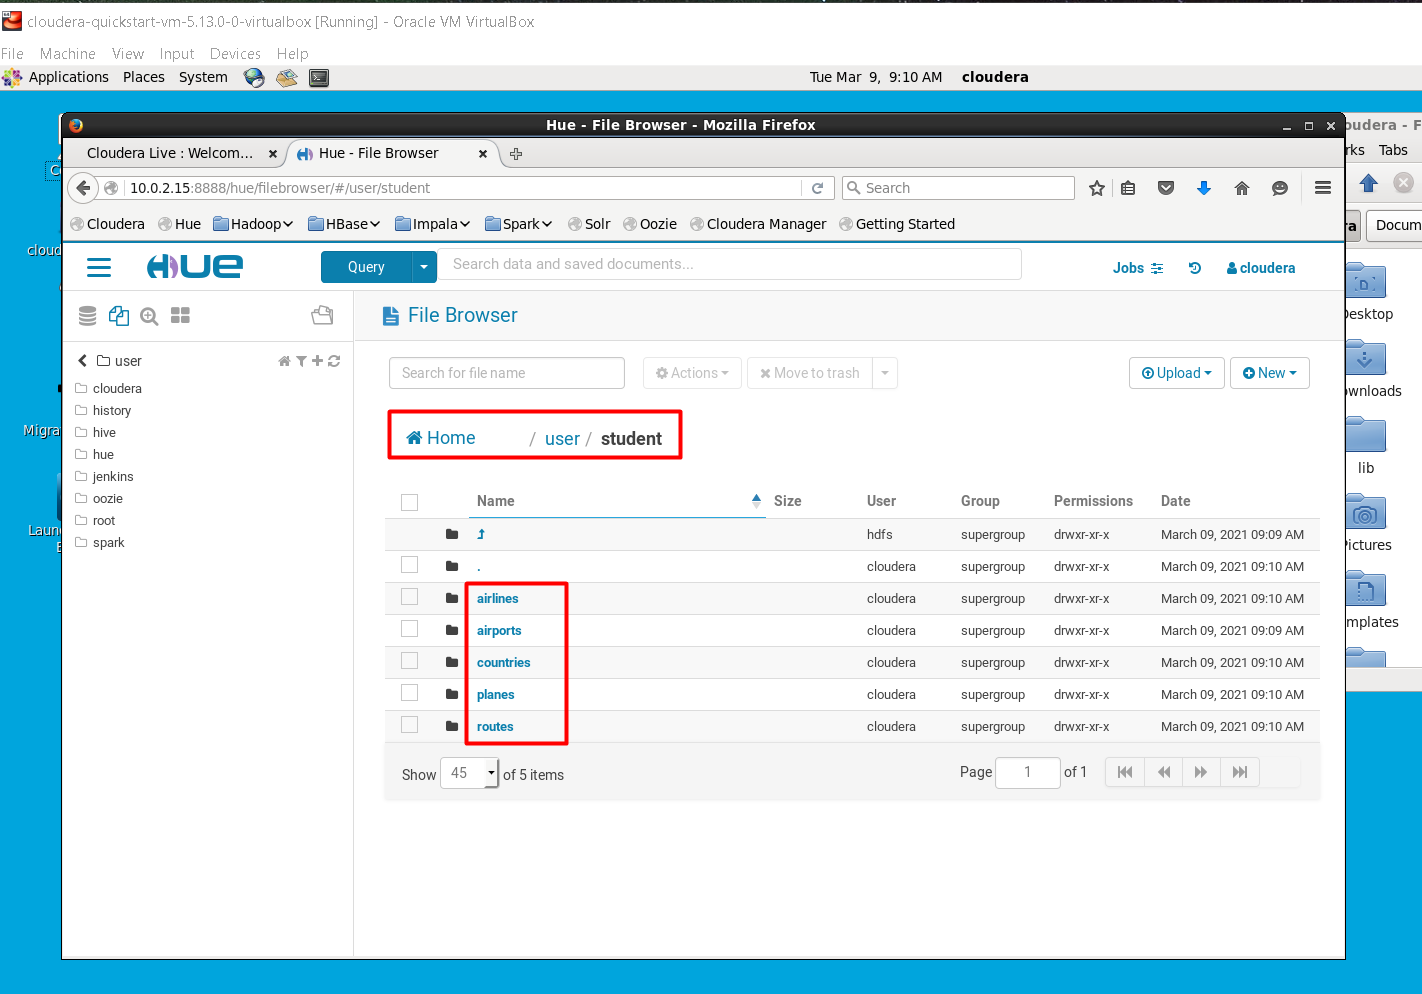 cloudera-quickstart-vm-5.13.0-0-virtualbox [Running] - Oracle VM VirtualBox
File Machine View Input Devices Help
Applications Places System Tue Mar 9, 9:10 AM cloudera
Hue - File Browser - Mozilla Firefox
Cloudera Live : Welcom... Hue - File Browser
Tabs
10.0.2.15:8888/hue/filebrowser/#/user/student Search
Cloudera Hue Hadoop HBase Impala Spark Solr Oozie Cloudera Manager Getting Started
Docum
HUE Query Search data and saved documents... Jobs cloudera
File Browser
user
cloudera
history
hive
hue
jenkins
oozie
root
spark
Search for file name Actions Move to trash Upload New
Home / user / student
Name Size User Group Permissions Date
hdfs supergroup drwxr-xr-x March 09, 2021 09:09 AM
. cloudera supergroup drwxr-xr-x March 09, 2021 09:10 AM
airlines cloudera supergroup drwxr-xr-x March 09, 2021 09:10 AM
airports cloudera supergroup drwxr-xr-x March 09, 2021 09:09 AM
countries cloudera supergroup drwxr-xr-x March 09, 2021 09:10 AM
planes cloudera supergroup drwxr-xr-x March 09, 2021 09:10 AM
routes cloudera supergroup drwxr-xr-x March 09, 2021 09:10 AM
Show 45 of 5 items Page 1 of 1
cloud
Migra
Laun
Desktop
wnloads
lib
Pictures
mplates